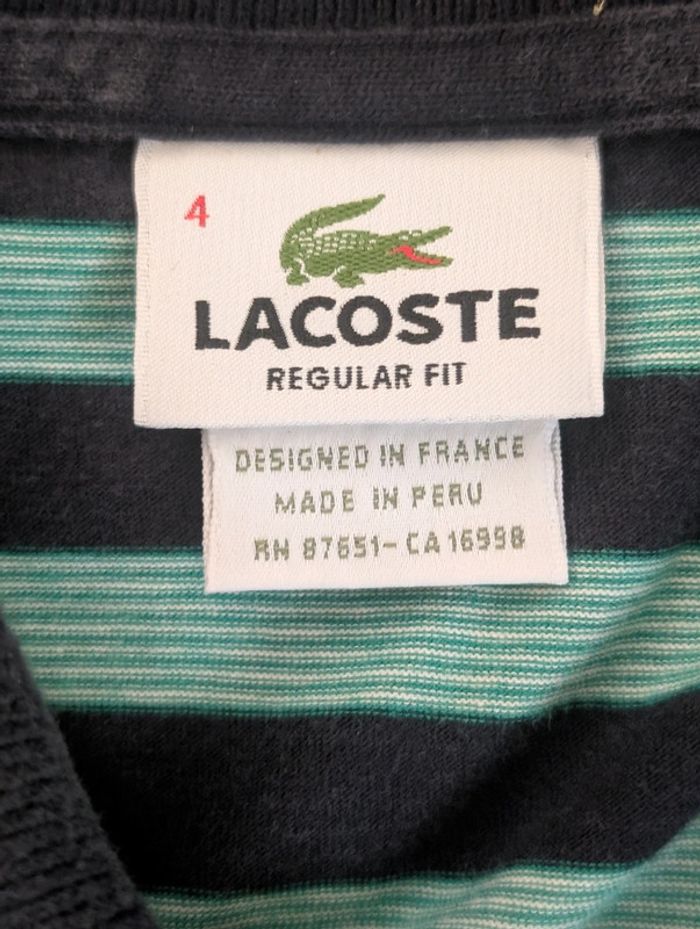 4
LACOSTE
REGULAR FIT
DESIGNED IN FRANCE
MADE IN PERU
RN 87651-CA 16998